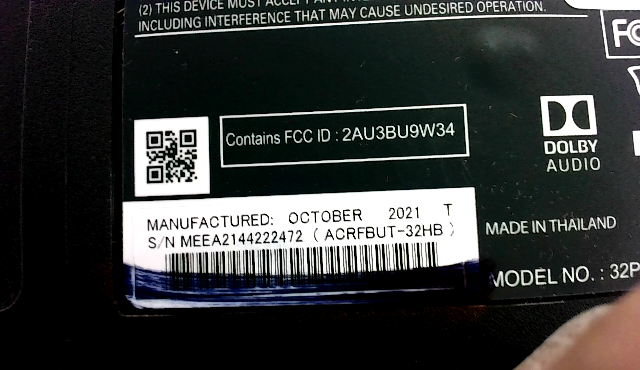 (2) THIS DEVICE MUST ACCEPT ANY
INCLUDING INTERFERENCE THAT MAY CAUSE UNDESIRED OPERATION.
FC
Contains FCC ID : 2AU3BU9W34
DOLBY
AUDIO
MANUFACTURED: OCTOBER 2021 T
S/N MEEA2144222472 ( ACRFBUT-32HB )
MADE IN THAILAND
MODEL NO. : 32P